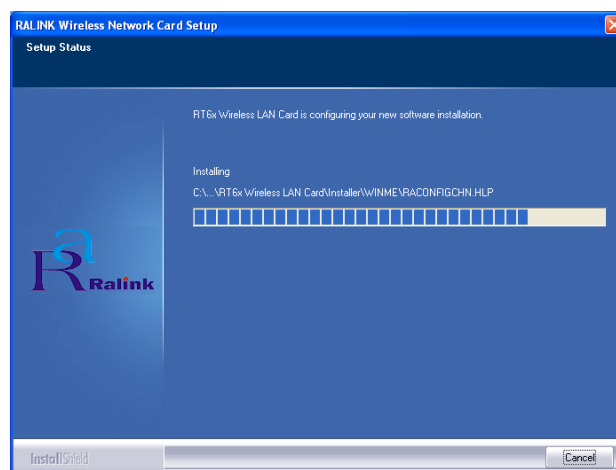 RALINK Wireless Network Card Setup
Setup Status
RT6x Wireless LAN Card is configuring your new software installation.
Installing
C:\...\RT6x Wireless LAN Card\Installer\WINME\RACONFIGCHN.HLP
Ralink
InstallShield
Cancel